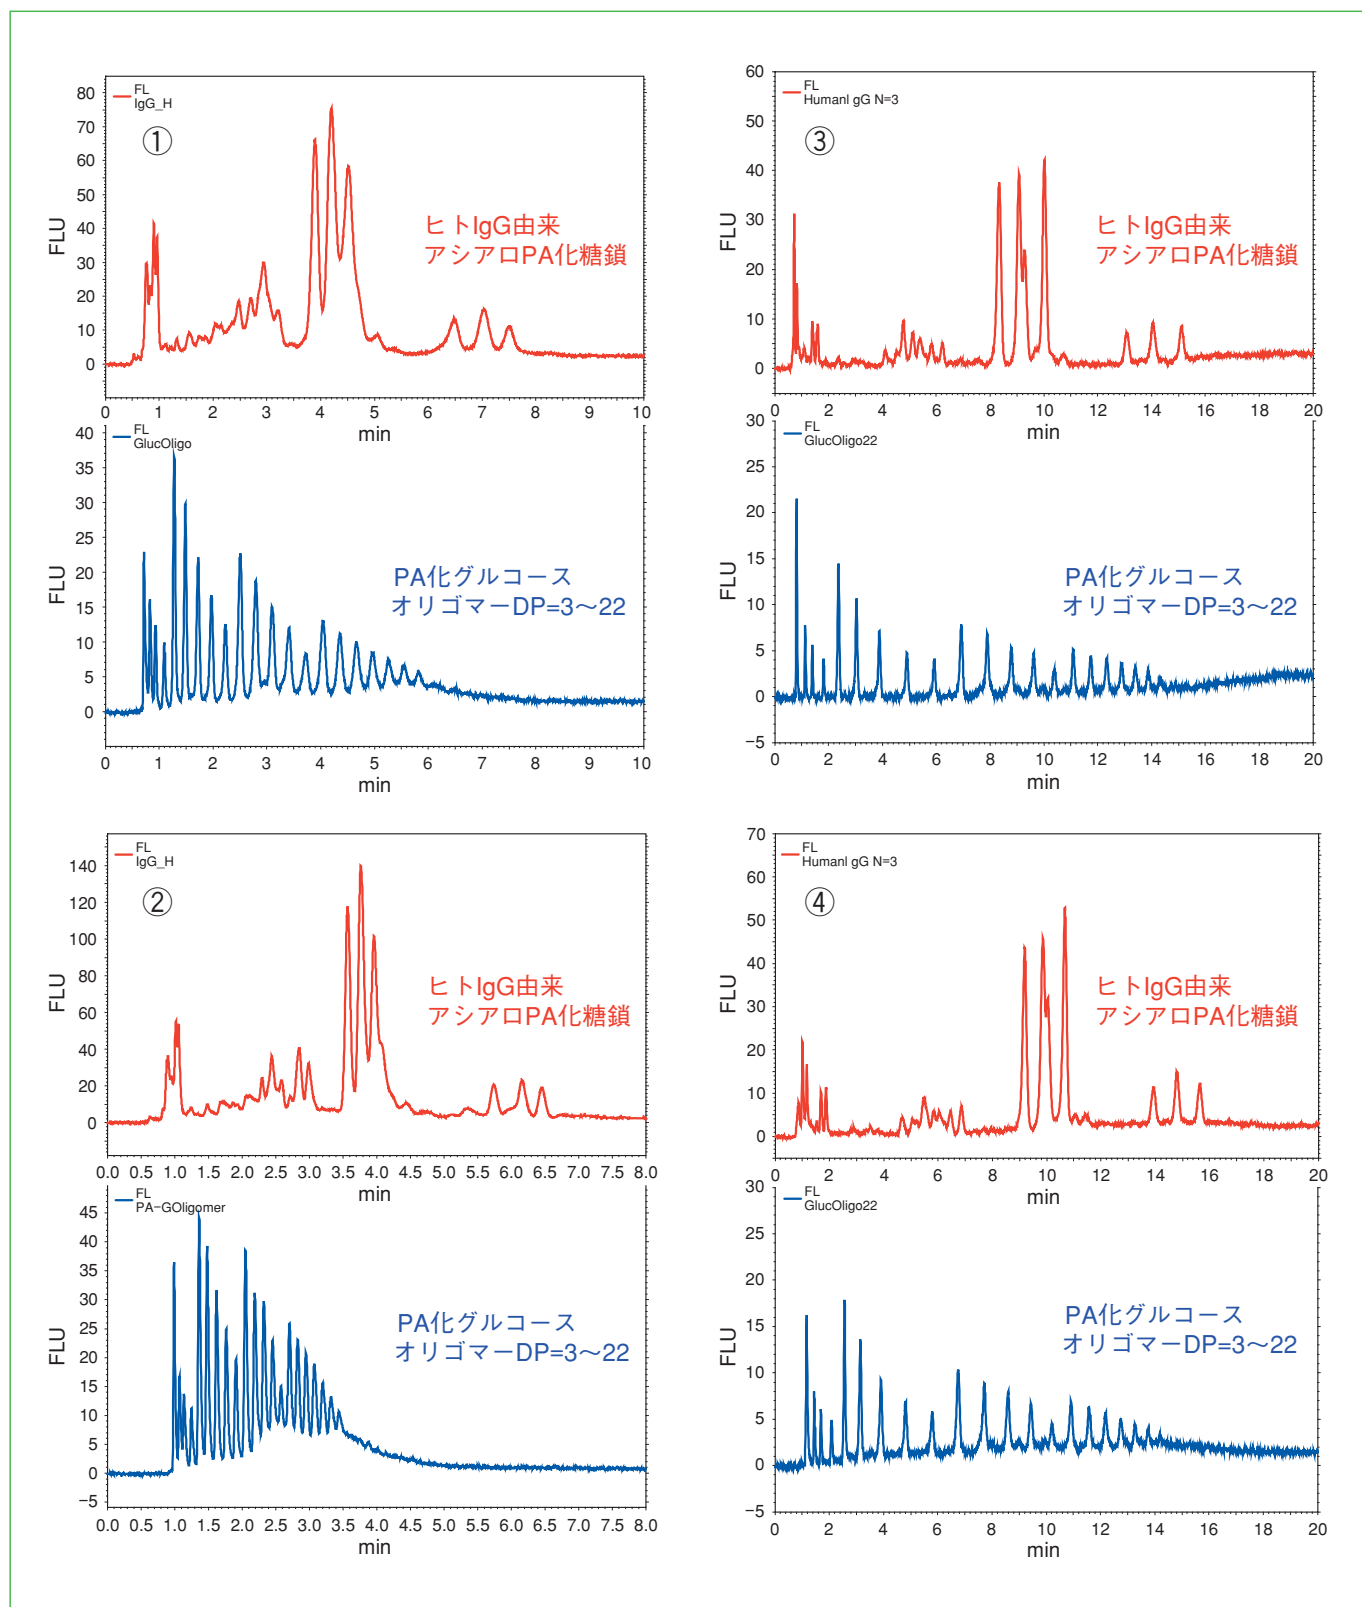 FL
IgG_H
①
ヒトIgG由来
アシアロPA化糖鎖
FLU
80
70
60
50
40
30
20
10
0
0 1 2 3 4 5 6 7 8 9 10
min
FL
GlucOligo
PA化グルコース
オリゴマーDP=3〜22
FLU
40
35
30
25
20
15
10
5
0
0 1 2 3 4 5 6 7 8 9 10
min
FL
HumanI gG N=3
③
ヒトIgG由来
アシアロPA化糖鎖
FLU
60
50
40
30
20
10
0
0 2 4 6 8 10 12 14 16 18 20
min
FL
GlucOligo22
PA化グルコース
オリゴマーDP=3〜22
FLU
30
25
20
15
10
5
0
−5
0 2 4 6 8 10 12 14 16 18 20
min
FL
IgG_H
②
ヒトIgG由来
アシアロPA化糖鎖
FLU
140
120
100
80
60
40
20
0
0.0 0.5 1.0 1.5 2.0 2.5 3.0 3.5 4.0 4.5 5.0 5.5 6.0 6.5 7.0 7.5 8.0
min
FL
PA−GOligomer
PA化グルコース
オリゴマーDP=3〜22
FLU
45
40
35
30
25
20
15
10
5
0
−5
0.0 0.5 1.0 1.5 2.0 2.5 3.0 3.5 4.0 4.5 5.0 5.5 6.0 6.5 7.0 7.5 8.0
min
FL
HumanI gG N=3
④
ヒトIgG由来
アシアロPA化糖鎖
FLU
70
60
50
40
30
20
10
0
0 2 4 6 8 10 12 14 16 18 20
min
FL
GlucOligo22
PA化グルコース
オリゴマーDP=3〜22
FLU
30
25
20
15
10
5
0
−5
0 2 4 6 8 10 12 14 16 18 20
min